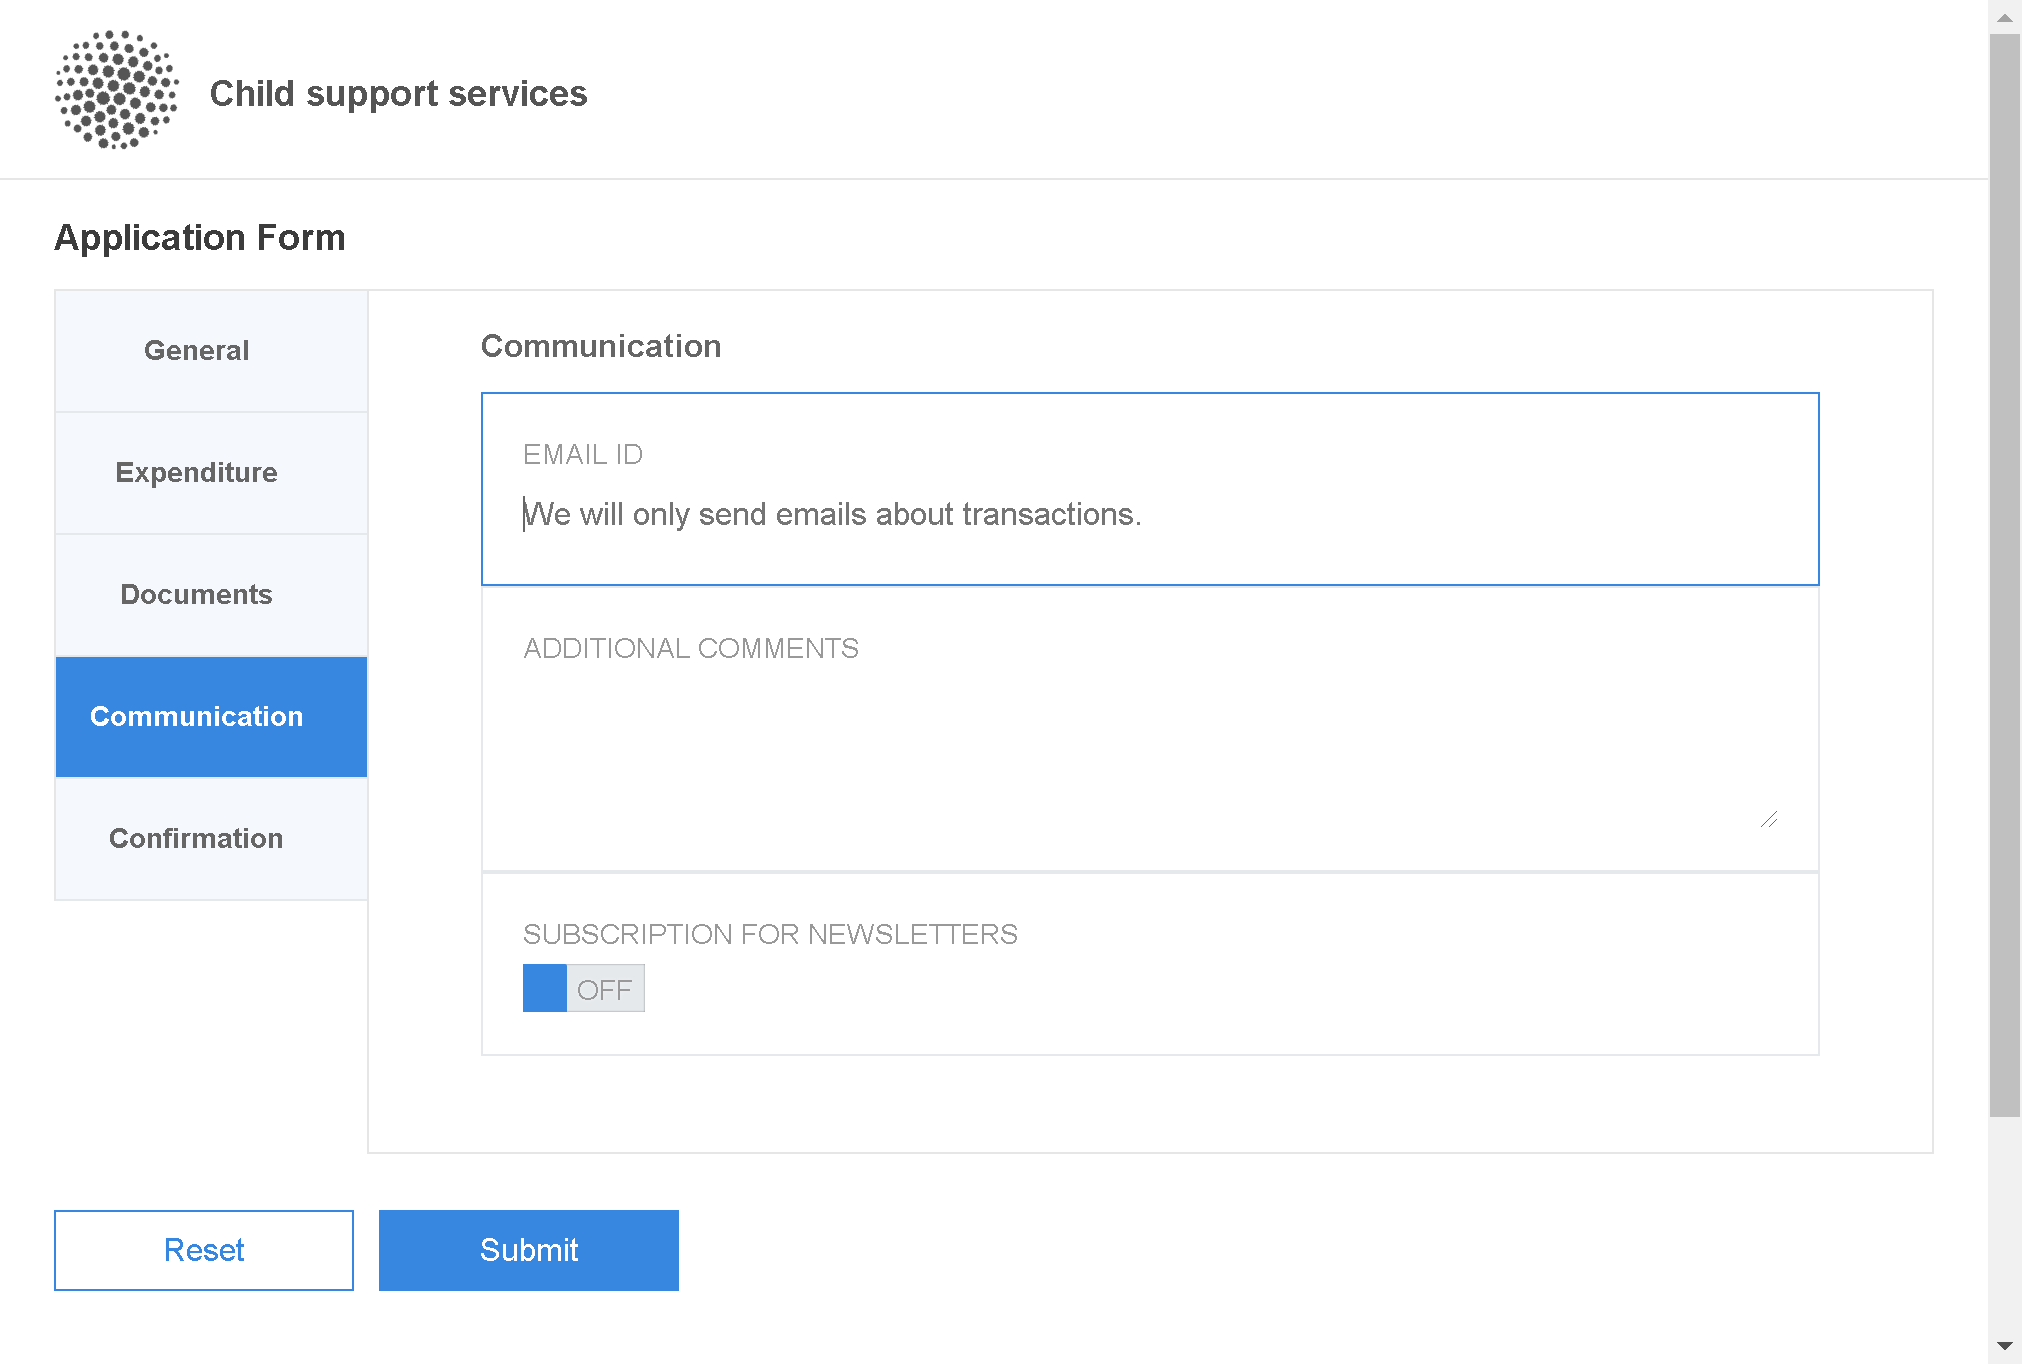 Child support services
Application Form
General
Expenditure
Documents
Communication
Confirmation
Communication
EMAIL ID
We will only send emails about transactions.
ADDITIONAL COMMENTS
SUBSCRIPTION FOR NEWSLETTERS
OFF
Reset
Submit